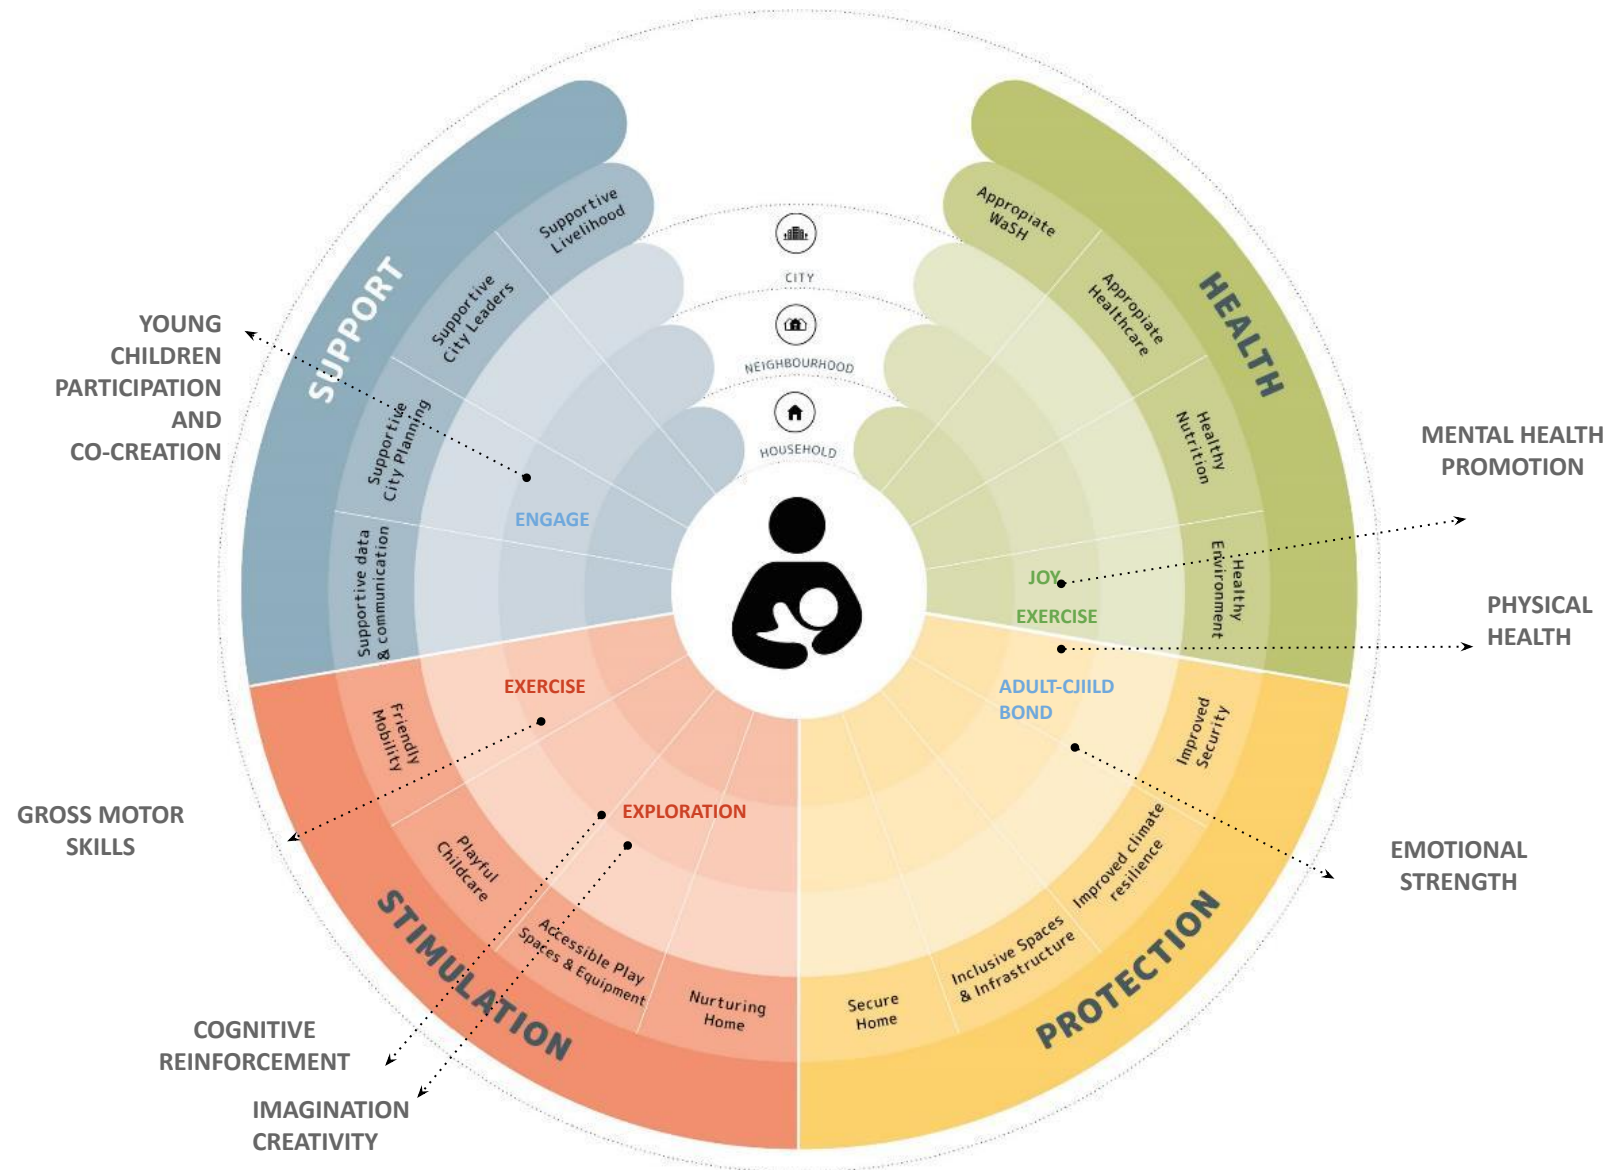 SUPPORT
Supportive
Livelihood
Supportive
City Leaders
Supportive
City Planning
Supportive data
& communication
HEALTH
Appropiate
WaSH
Appropiate
Healthcare
Healthy
Nutrition
Healthy
Environment
CITY
NEIGHBOURHOOD
HOUSEHOLD
YOUNG
CHILDREN
PARTICIPATION
AND
CO-CREATION
ENGAGE
JOY
EXERCISE
MENTAL HEALTH
PROMOTION
PHYSICAL
HEALTH
EXERCISE
EXPLORATION
ADULT-CJIILD
BOND
GROSS MOTOR
SKILLS
EMOTIONAL
STRENGTH
STIMULATION
Friendly
Mobility
Playful
Childcare
Accessible Play
Spaces & Equipment
Nurturing
Home
PROTECTION
Improved
Security
Improved climate
resilience
Inclusive Spaces
& Infrastructure
Secure
Home
COGNITIVE
REINFORCEMENT
IMAGINATION
CREATIVITY